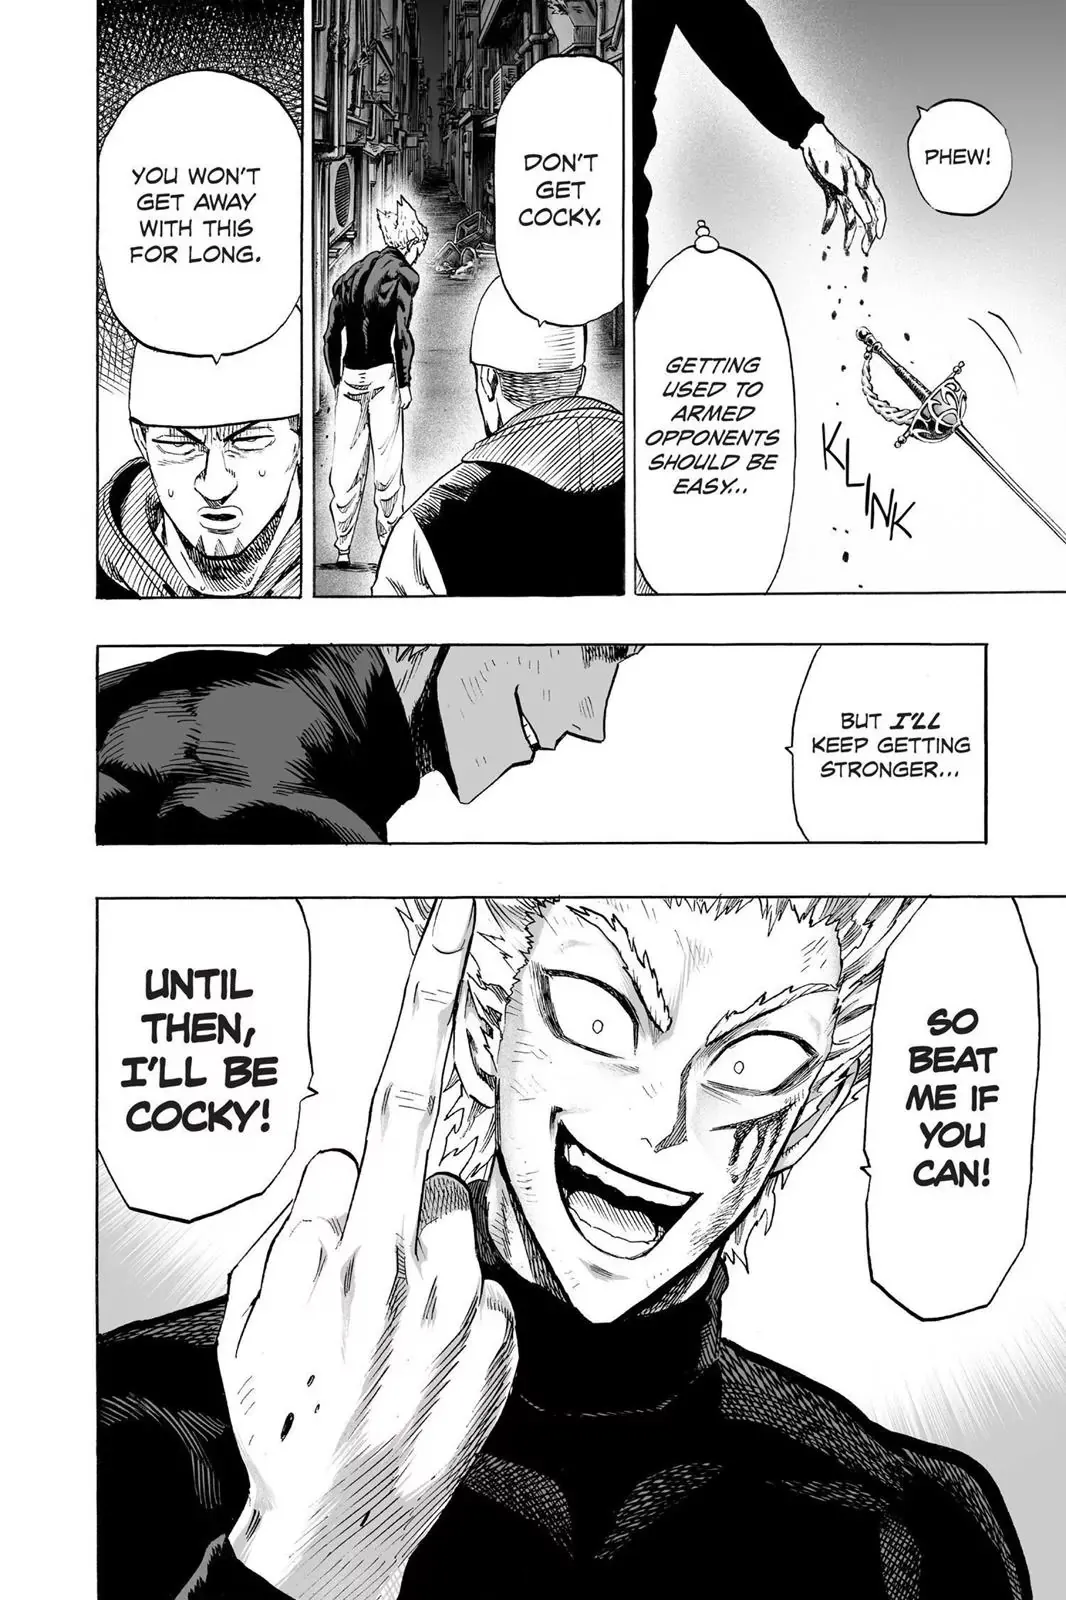 PHEW!
GETTING
USED TO
ARMED
OPPONENTS
SHOULD BE
EASY...
KLINK
DON'T
GET
COCKY.
YOU WON'T
GET AWAY
WITH THIS
FOR LONG.
BUT I'LL
KEEP GETTING
STRONGER...
SO
BEAT
ME IF
YOU
CAN!
UNTIL
THEN,
I'LL BE
COCKY!